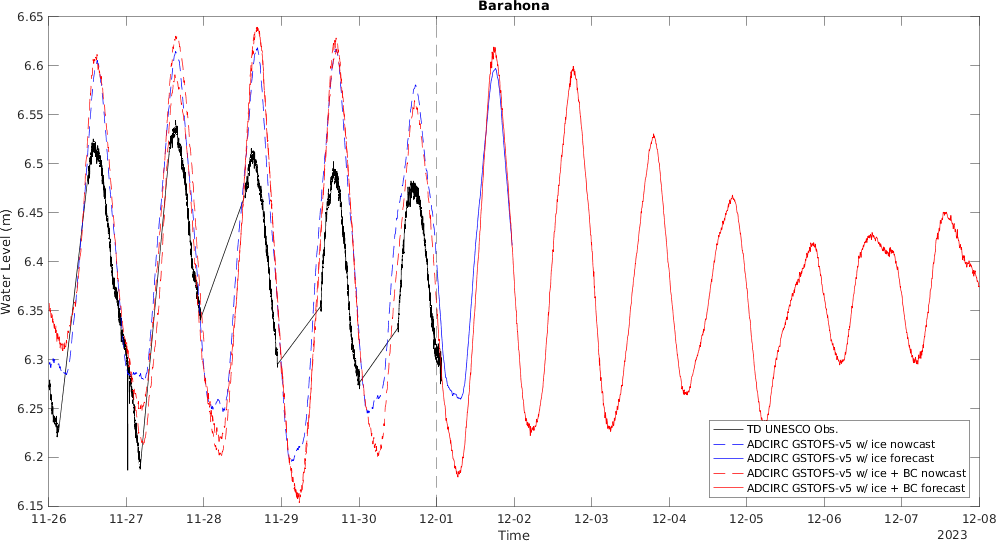 Barahona
6.65
6.6
6.55
6.5
6.45
6.4
6.35
6.3
6.25
6.2
6.15
Water Level (m)
11-26 11-27 11-28 11-29 11-30 12-01 12-02 12-03 12-04 12-05 12-06 12-07 12-08
Time
2023
TD UNESCO Obs.
ADCIRC GSTOFS-v5 w/ ice nowcast
ADCIRC GSTOFS-v5 w/ ice forecast
ADCIRC GSTOFS-v5 w/ ice + BC nowcast
ADCIRC GSTOFS-v5 w/ ice + BC forecast